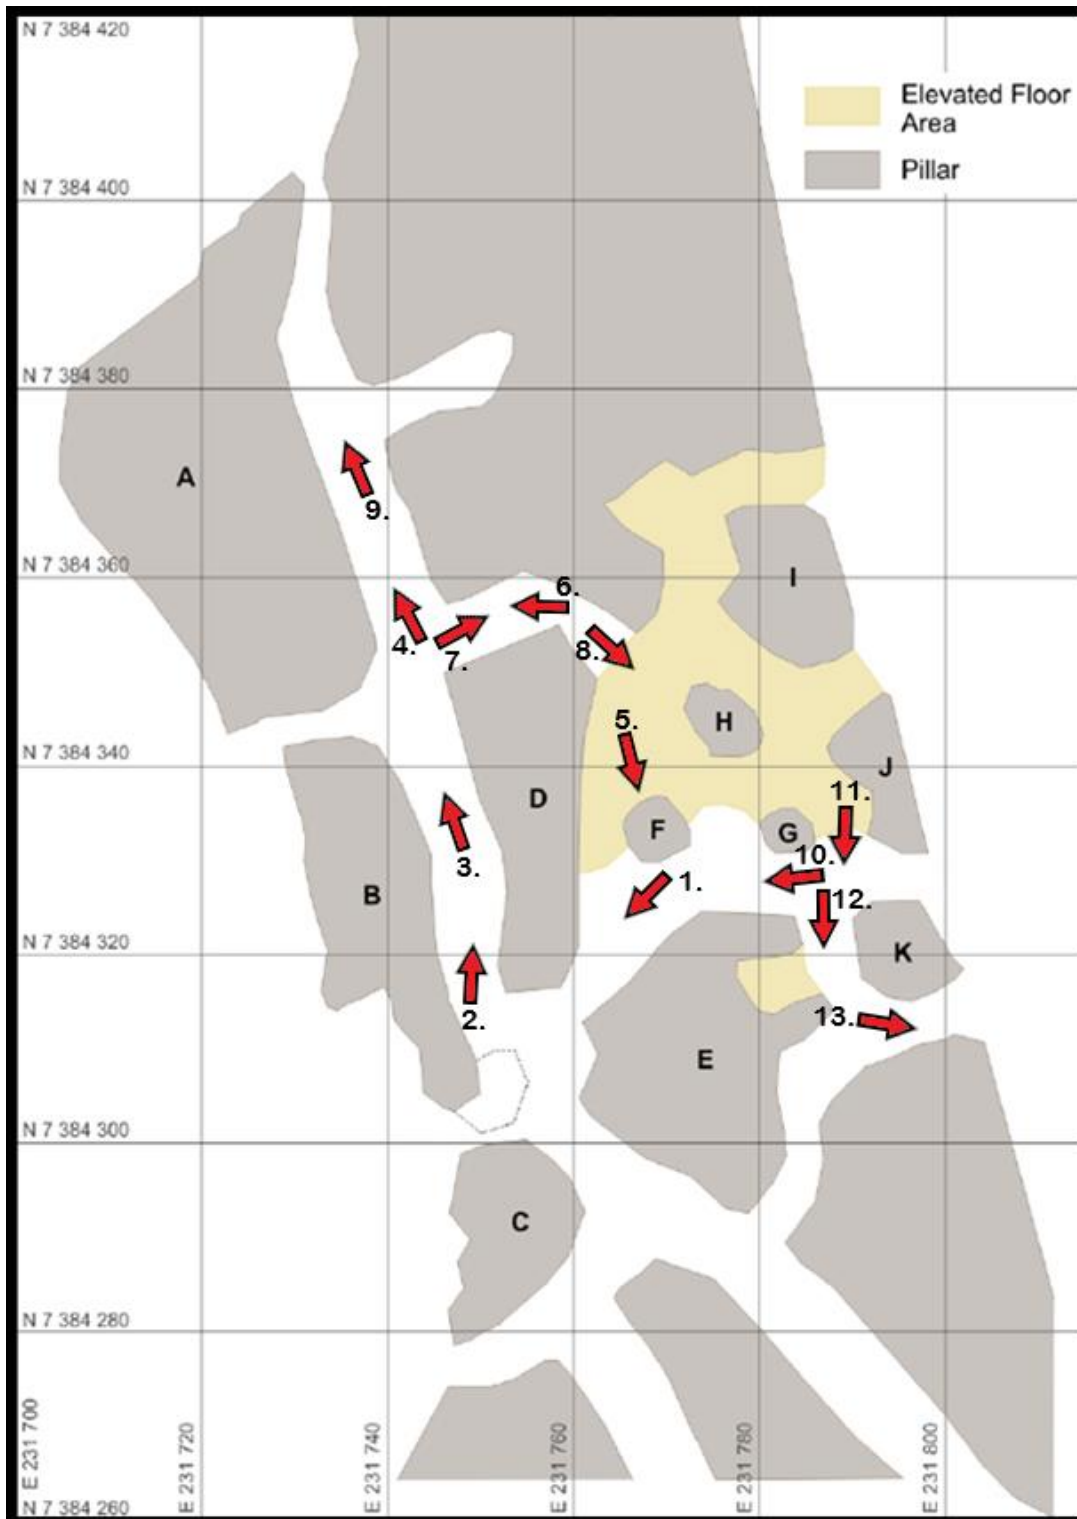 N 7 384 420
Elevated Floor
Area
Pillar
N 7 384 400
N 7 384 380
A
9.
N 7 384 360
I
6.
4.
7.
8.
H
5.
N 7 384 340
J
D
11.
F
G
10.
3.
1.
B
12.
N 7 384 320
K
2.
13.
E
N 7 384 300
C
N 7 384 280
E 231 700
E 231 720
E 231 740
E 231 760
E 231 780
E 231 800
N 7 384 260